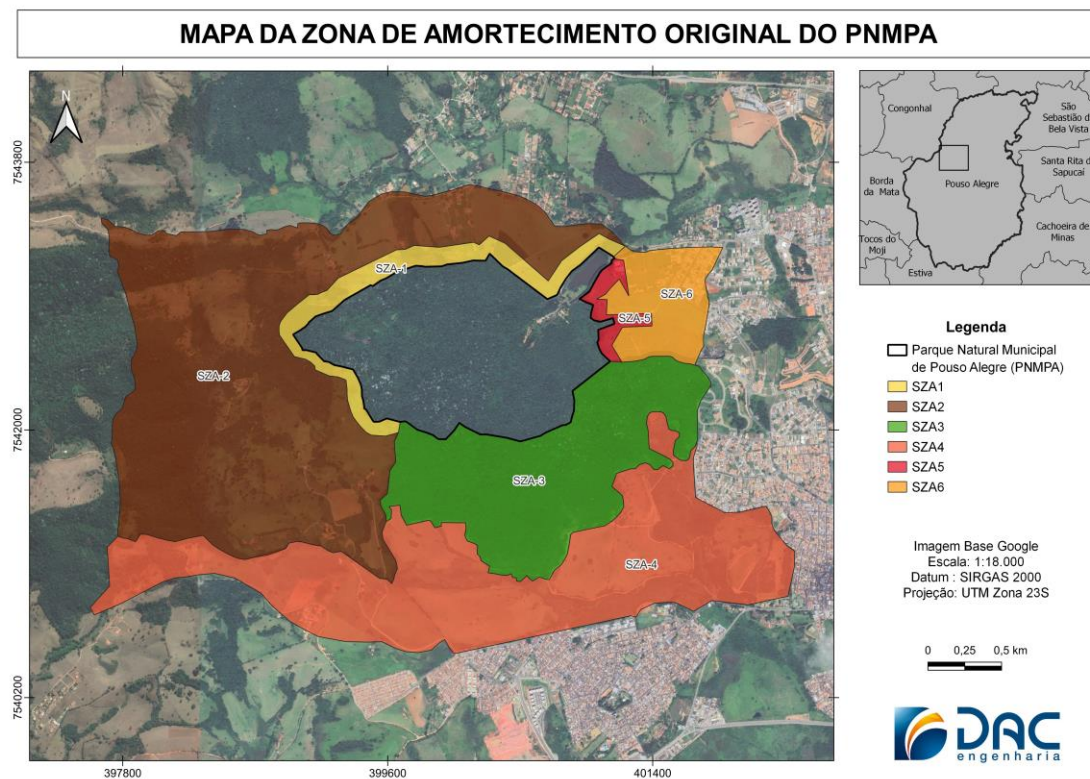 MAPA DA ZONA DE AMORTECIMENTO ORIGINAL DO PNMPA
N
7543800
7542000
7540200
397800
399600
401400
SZA-1
SZA-2
SZA-3
SZA-4
SZA-5
SZA-6
Congonhal
São
Sebastião d
Bela Vista
Santa Rita d
Sapucaí
Borda
da Mata
Pouso Alegre
Cachoeira de
Minas
Tocos do
Moji
Estiva
Legenda
Parque Natural Municipal
de Pouso Alegre (PNMPA)
SZA1
SZA2
SZA3
SZA4
SZA5
SZA6
Imagem Base Google
Escala: 1:18.000
Datum : SIRGAS 2000
Projeção: UTM Zona 23S
0 0,25 0,5 km
DAC
engenharia